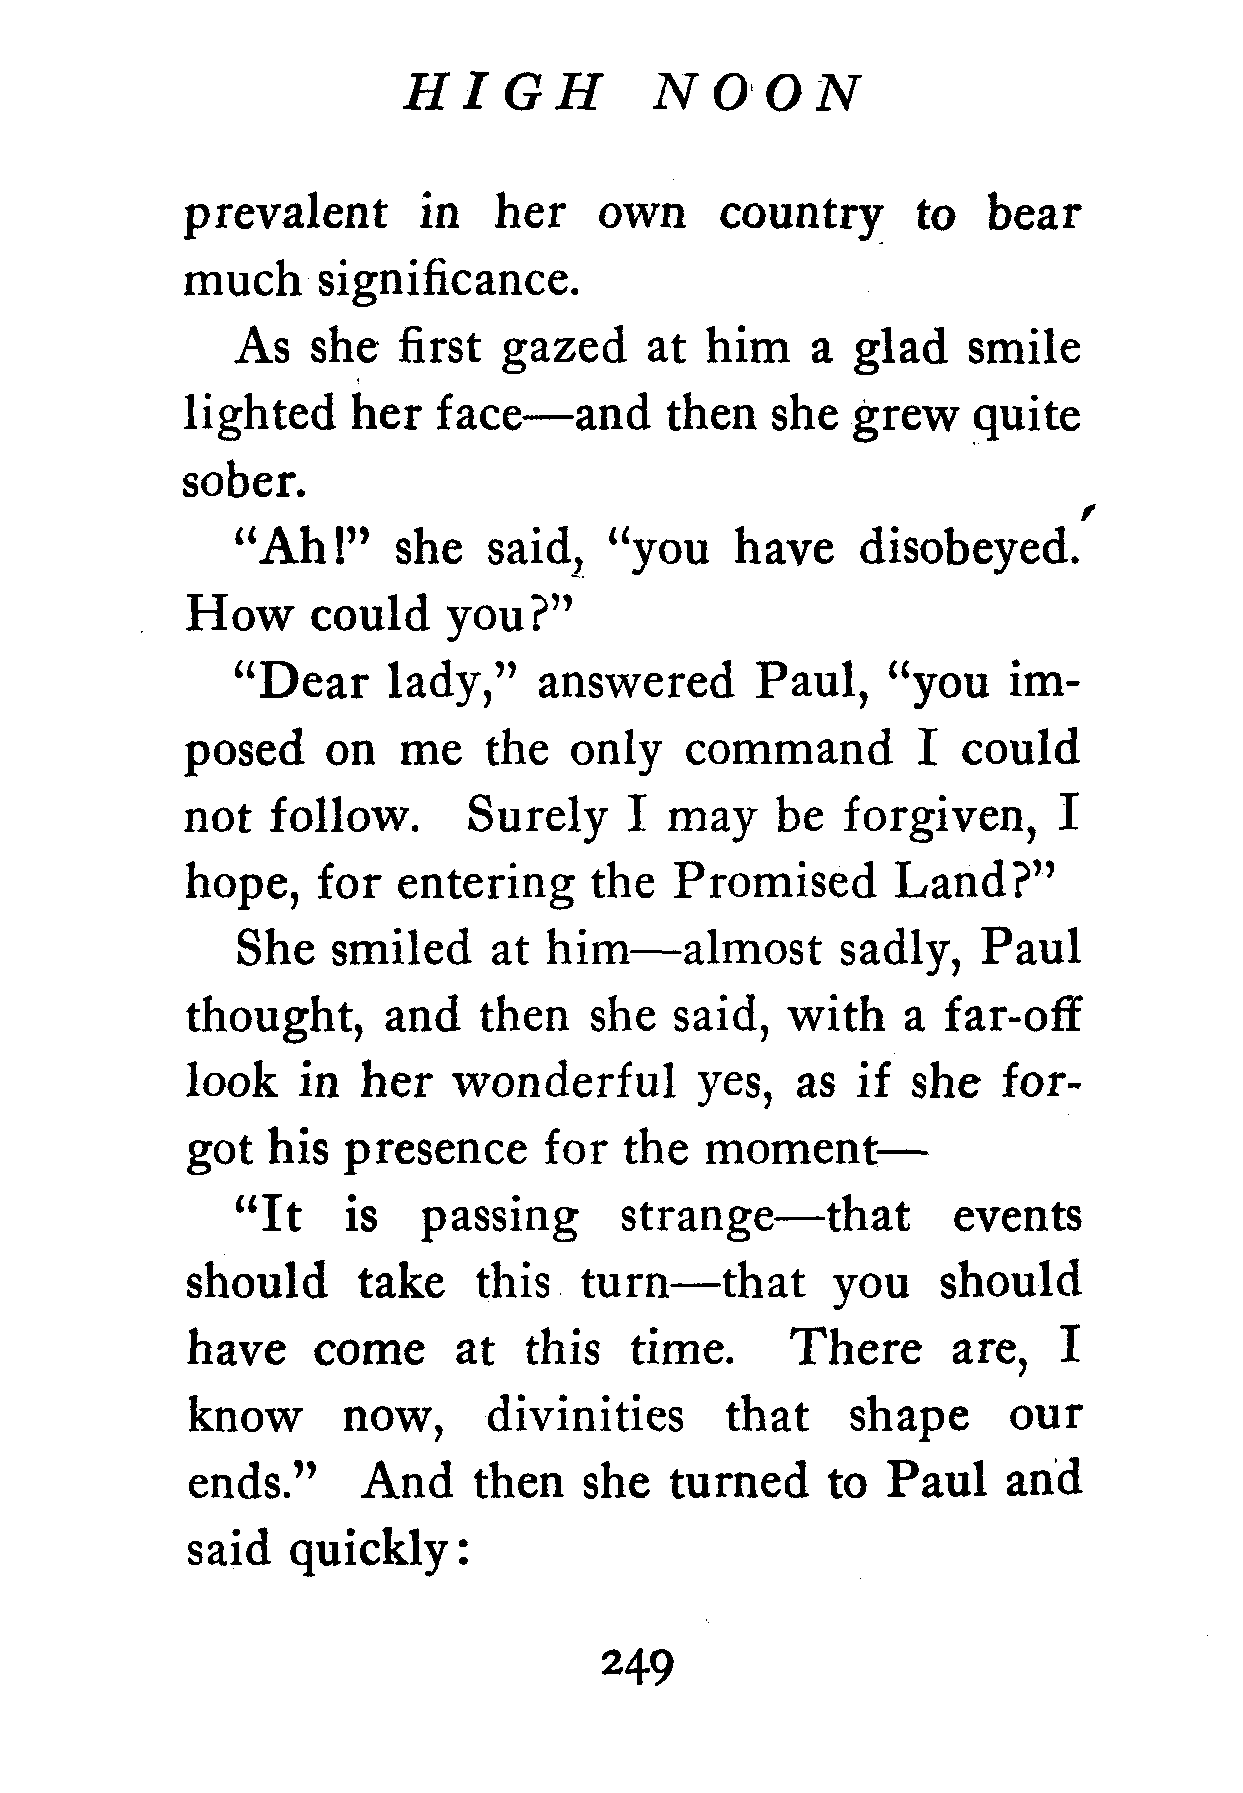 HIGH NOON
prevalent in her own country to bear
much significance.
As she first gazed at him a glad smile
lighted her face—and then she grew quite
sober.
“Ah!” she said, “you have disobeyed.
How could you?”
“Dear lady,” answered Paul, “you im-
posed on me the only command I could
not follow. Surely I may be forgiven, I
hope, for entering the Promised Land?”
She smiled at him—almost sadly, Paul
thought, and then she said, with a far-off
look in her wonderful yes, as if she for-
got his presence for the moment—
“It is passing strange—that events
should take this turn—that you should
have come at this time. There are, I
know now, divinities that shape our
ends.” And then she turned to Paul and
said quickly:
249